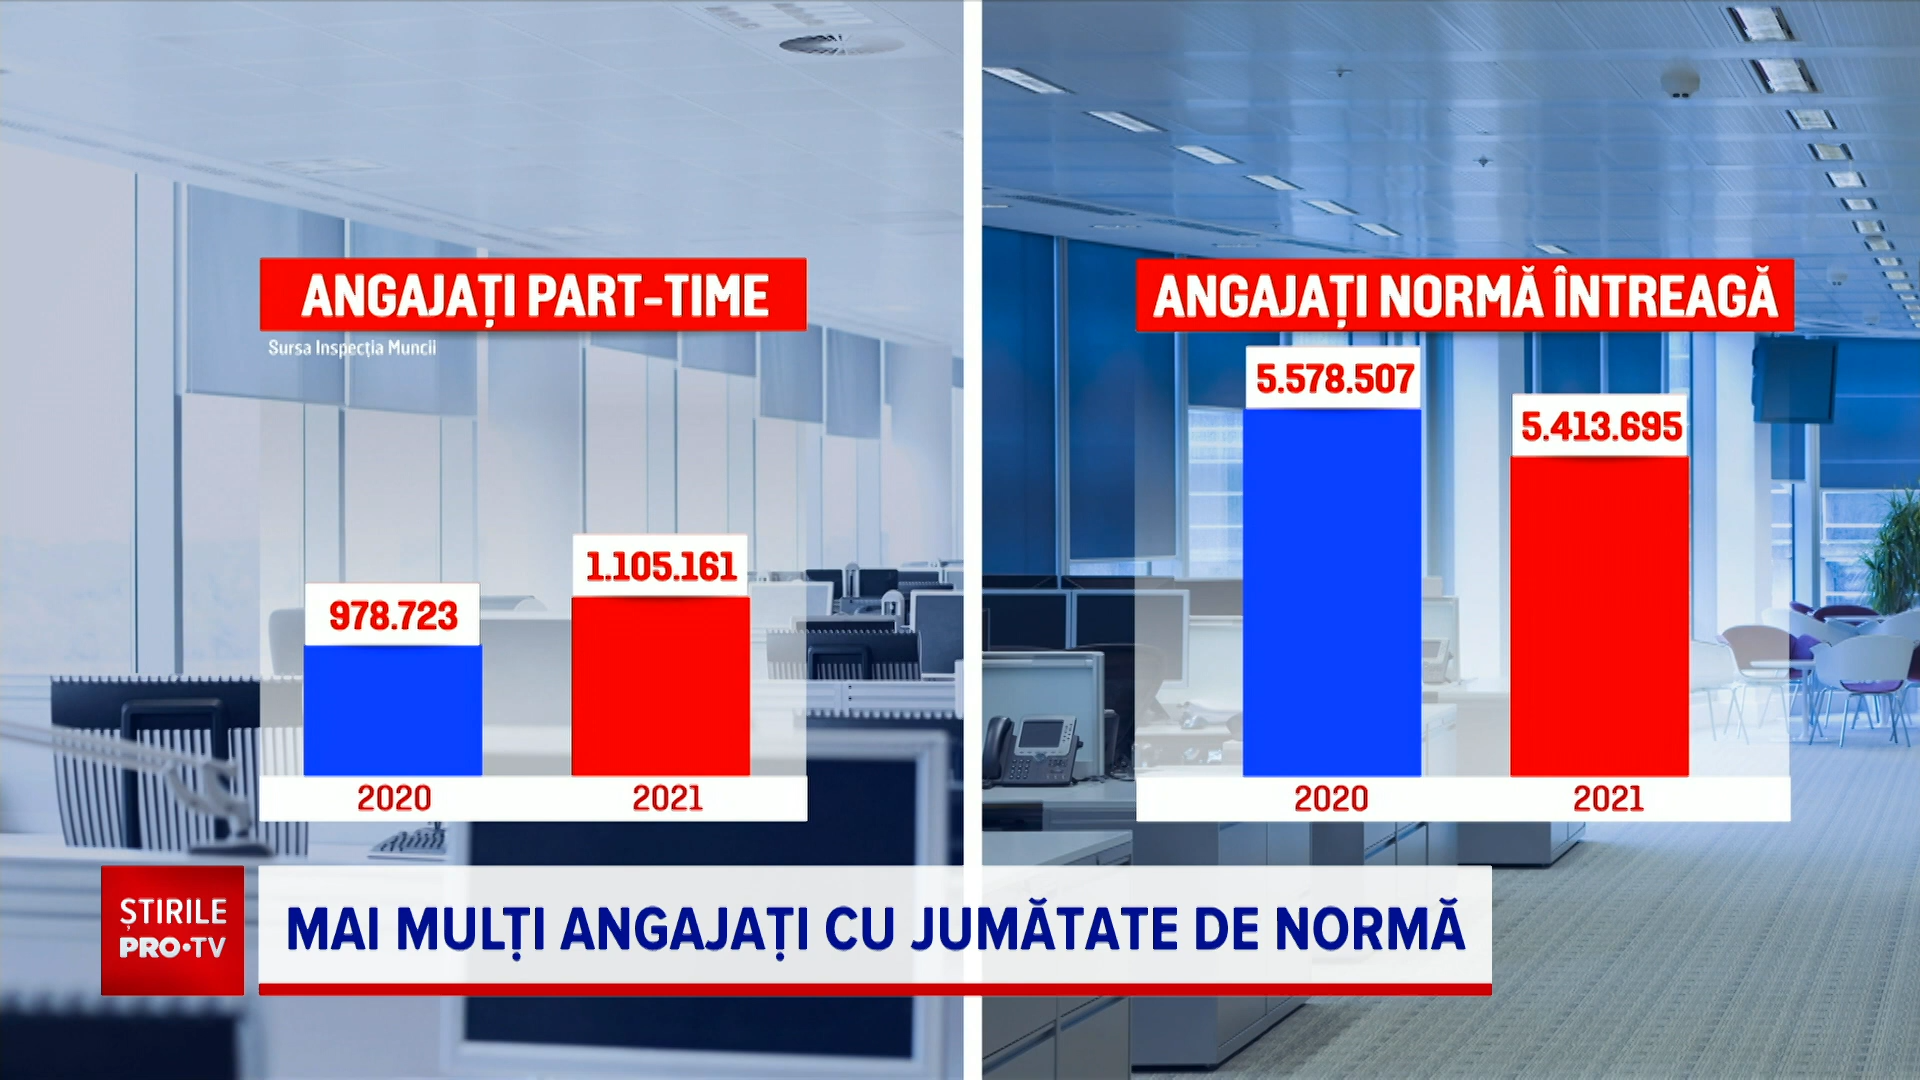 ANGAJAȚI PART-TIME
Sursa Inspecția Muncii
978.723
1.105.161
2020
2021
ANGAJAȚI NORMĂ ÎNTREAGĂ
5.578.507
5.413.695
2020
2021
ȘTIRILE
PRO•TV
MAI MULȚI ANGAJAȚI CU JUMĂTATE DE NORMĂ